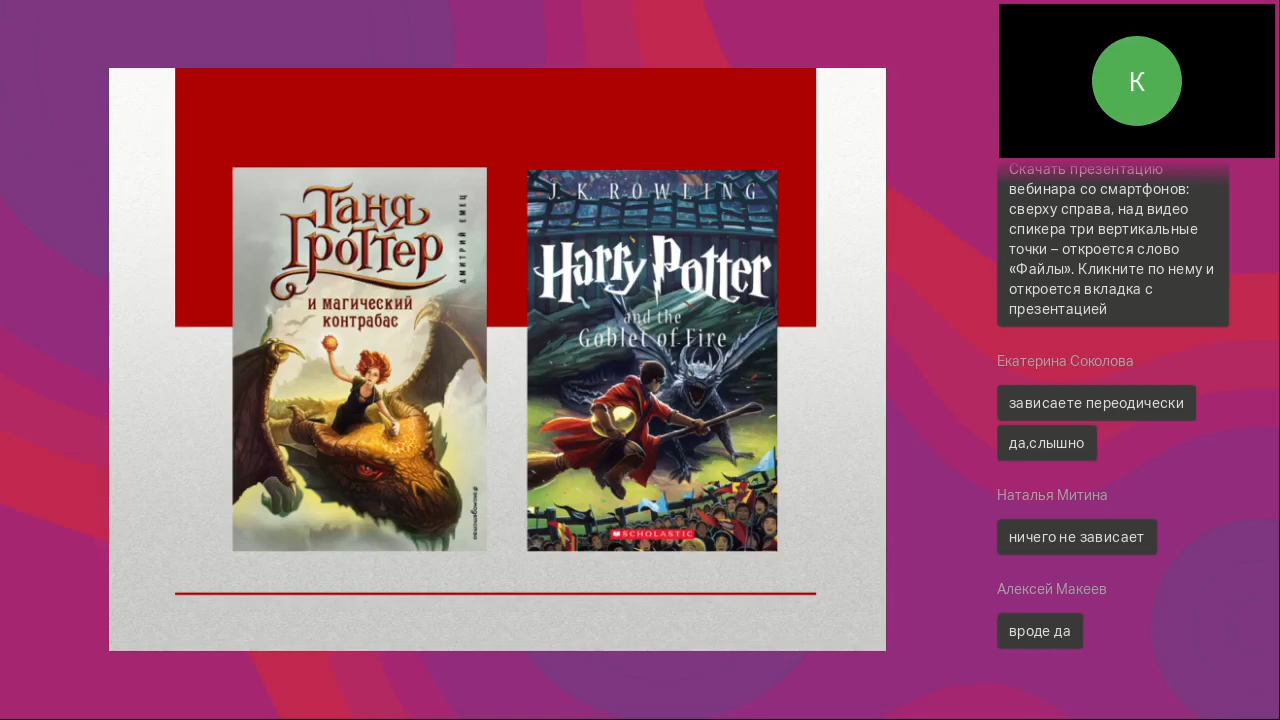 Таня
Гроттер
и магический
контрабас
ДМИТРИЙ ЕМЕЦ
J. K. ROWLING
Harry Potter
and the
Goblet of Fire
SCHOLASTIC
К
Скачать презентацию
вебинара со смартфонов:
сверху справа, над видео
спикера три вертикальные
точки – откроется слово
«Файлы». Кликните по нему и
откроется вкладка с
презентацией
Екатерина Соколова
зависаете переодически
да,слышно
Наталья Митина
ничего не зависает
Алексей Макеев
вроде да